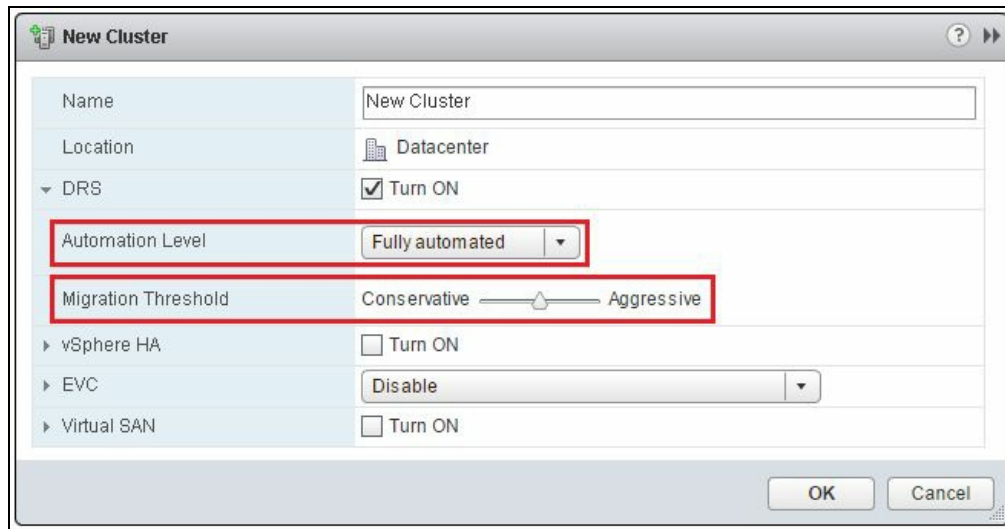 New Cluster
Name New Cluster
Location Datacenter
DRS Turn ON
Automation Level Fully automated
Migration Threshold Conservative Aggressive
vSphere HA Turn ON
EVC Disable
Virtual SAN Turn ON
OK Cancel